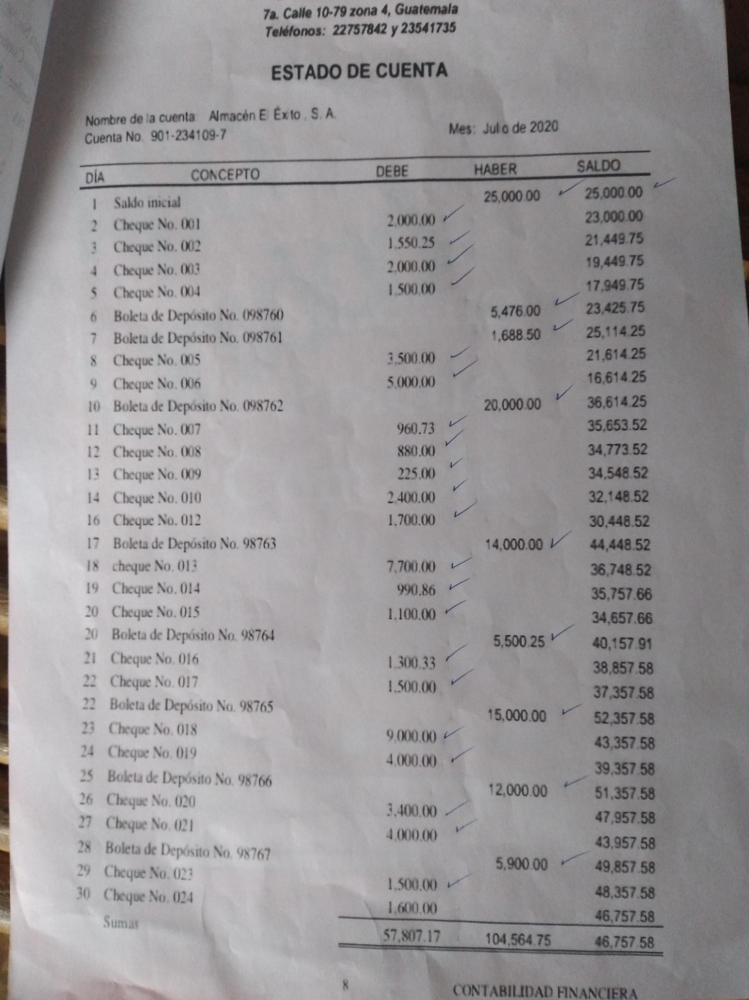 7a. Calle 10-79 zona 4, Guatemala
Teléfonos: 22757842 y 23541735
ESTADO DE CUENTA
Nombre de la cuenta: Almacén El Éxito, S. A.
Cuenta No. 901-234109-7 Mes: Julio de 2020
DÍA CONCEPTO DEBE HABER SALDO
1 Saldo inicial 25,000.00 25,000.00
2 Cheque No. 001 2,000.00 23,000.00
3 Cheque No. 002 1,550.25 21,449.75
4 Cheque No. 003 2,000.00 19,449.75
5 Cheque No. 004 1,500.00 17,949.75
6 Boleta de Depósito No. 098760 5,476.00 23,425.75
7 Boleta de Depósito No. 098761 1,688.50 25,114.25
8 Cheque No. 005 3,500.00 21,614.25
9 Cheque No. 006 5,000.00 16,614.25
10 Boleta de Depósito No. 098762 20,000.00 36,614.25
11 Cheque No. 007 960.73 35,653.52
12 Cheque No. 008 880.00 34,773.52
13 Cheque No. 009 225.00 34,548.52
14 Cheque No. 010 2,400.00 32,148.52
16 Cheque No. 012 1,700.00 30,448.52
17 Boleta de Depósito No. 98763 14,000.00 44,448.52
18 cheque No. 013 7,700.00 36,748.52
19 Cheque No. 014 990.86 35,757.66
20 Cheque No. 015 1,100.00 34,657.66
20 Boleta de Depósito No. 98764 5,500.25 40,157.91
21 Cheque No. 016 1,300.33 38,857.58
22 Cheque No. 017 1,500.00 37,357.58
22 Boleta de Depósito No. 98765 15,000.00 52,357.58
23 Cheque No. 018 9,000.00 43,357.58
24 Cheque No. 019 4,000.00 39,357.58
25 Boleta de Depósito No. 98766 12,000.00 51,357.58
26 Cheque No. 020 3,400.00 47,957.58
27 Cheque No. 021 4,000.00 43,957.58
28 Boleta de Depósito No. 98767 5,900.00 49,857.58
29 Cheque No. 023 1,500.00 48,357.58
30 Cheque No. 024 1,600.00 46,757.58
Sumas 57,807.17 104,564.75 46,757.58
8 CONTABILIDAD FINANCIERA